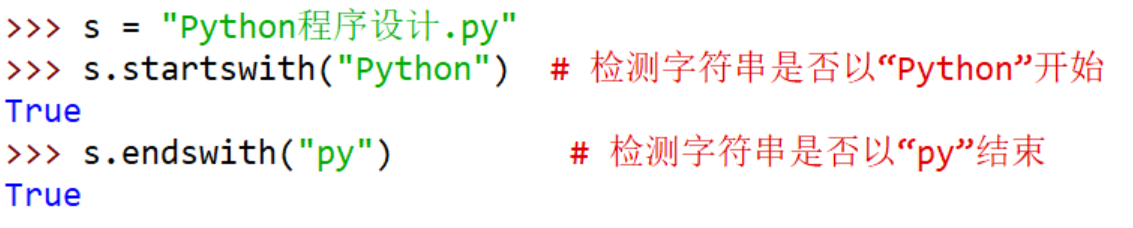 >>> s = "Python程序设计.py"
>>> s.startswith("Python")  # 检测字符串是否以“Python”开始
True
>>> s.endswith("py")         # 检测字符串是否以“py”结束
True